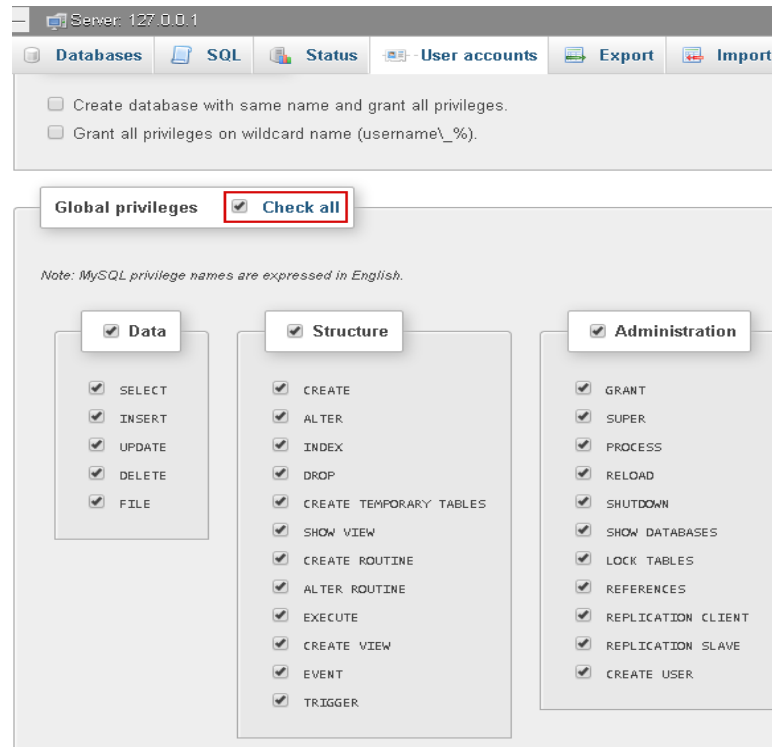 Server: 127.0.0.1
Databases SQL Status User accounts Export Import
Create database with same name and grant all privileges.
Grant all privileges on wildcard name (username\_%).
Global privileges Check all
Note: MySQL privilege names are expressed in English.
Data
SELECT
INSERT
UPDATE
DELETE
FILE
Structure
CREATE
ALTER
INDEX
DROP
CREATE TEMPORARY TABLES
SHOW VIEW
CREATE ROUTINE
ALTER ROUTINE
EXECUTE
CREATE VIEW
EVENT
TRIGGER
Administration
GRANT
SUPER
PROCESS
RELOAD
SHUTDOWN
SHOW DATABASES
LOCK TABLES
REFERENCES
REPLICATION CLIENT
REPLICATION SLAVE
CREATE USER